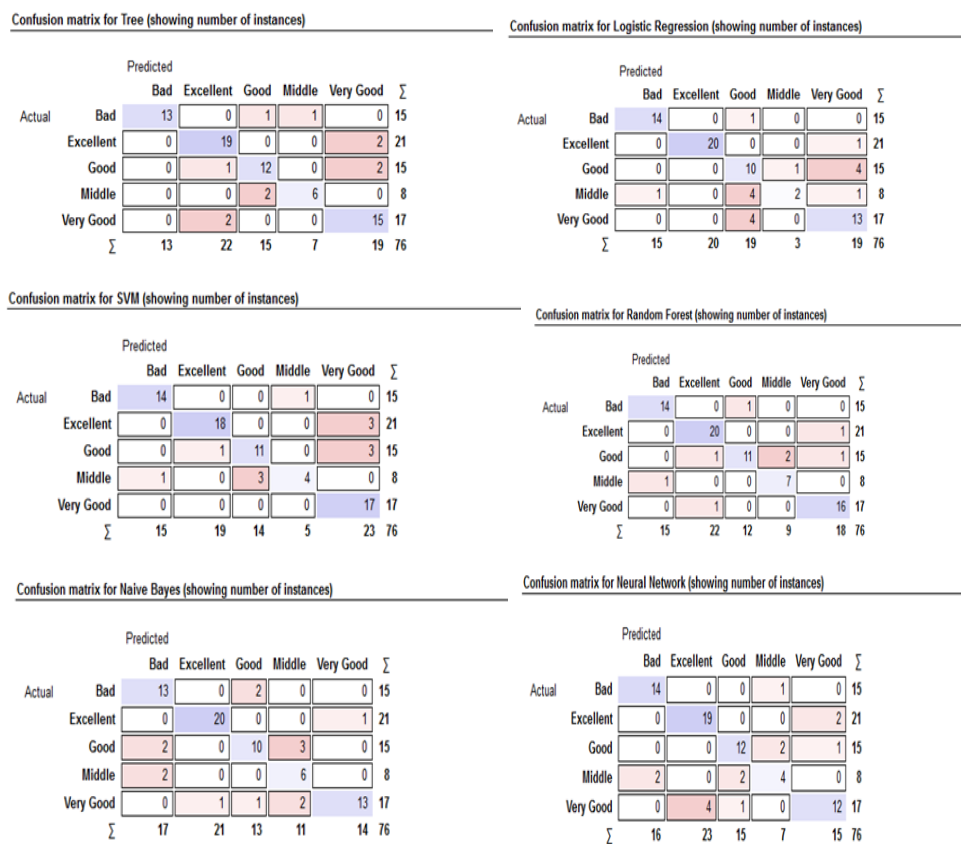 Confusion matrix for Tree (showing number of instances)
Predicted
Bad Excellent Good Middle Very Good Σ
Actual Bad 13 0 1 1 0 15
Excellent 0 19 0 0 2 21
Good 0 1 12 0 2 15
Middle 0 0 2 6 0 8
Very Good 0 2 0 0 15 17
Σ 13 22 15 7 19 76
Confusion matrix for Logistic Regression (showing number of instances)
Predicted
Bad Excellent Good Middle Very Good Σ
Actual Bad 14 0 1 0 0 15
Excellent 0 20 0 0 1 21
Good 0 0 10 1 4 15
Middle 1 0 4 2 1 8
Very Good 0 0 4 0 13 17
Σ 15 20 19 3 19 76
Confusion matrix for SVM (showing number of instances)
Predicted
Bad Excellent Good Middle Very Good Σ
Actual Bad 14 0 0 1 0 15
Excellent 0 18 0 0 3 21
Good 0 1 11 0 3 15
Middle 1 0 3 4 0 8
Very Good 0 0 0 0 17 17
Σ 15 19 14 5 23 76
Confusion matrix for Random Forest (showing number of instances)
Predicted
Bad Excellent Good Middle Very Good Σ
Actual Bad 14 0 1 0 0 15
Excellent 0 20 0 0 1 21
Good 0 1 11 2 1 15
Middle 1 0 0 7 0 8
Very Good 0 1 0 0 16 17
Σ 15 22 12 9 18 76
Confusion matrix for Naive Bayes (showing number of instances)
Predicted
Bad Excellent Good Middle Very Good Σ
Actual Bad 13 0 2 0 0 15
Excellent 0 20 0 0 1 21
Good 2 0 10 3 0 15
Middle 2 0 0 6 0 8
Very Good 0 1 1 2 13 17
Σ 17 21 13 11 14 76
Confusion matrix for Neural Network (showing number of instances)
Predicted
Bad Excellent Good Middle Very Good Σ
Actual Bad 14 0 0 1 0 15
Excellent 0 19 0 0 2 21
Good 0 0 12 2 1 15
Middle 2 0 2 4 0 8
Very Good 0 4 1 0 12 17
Σ 16 23 15 7 15 76